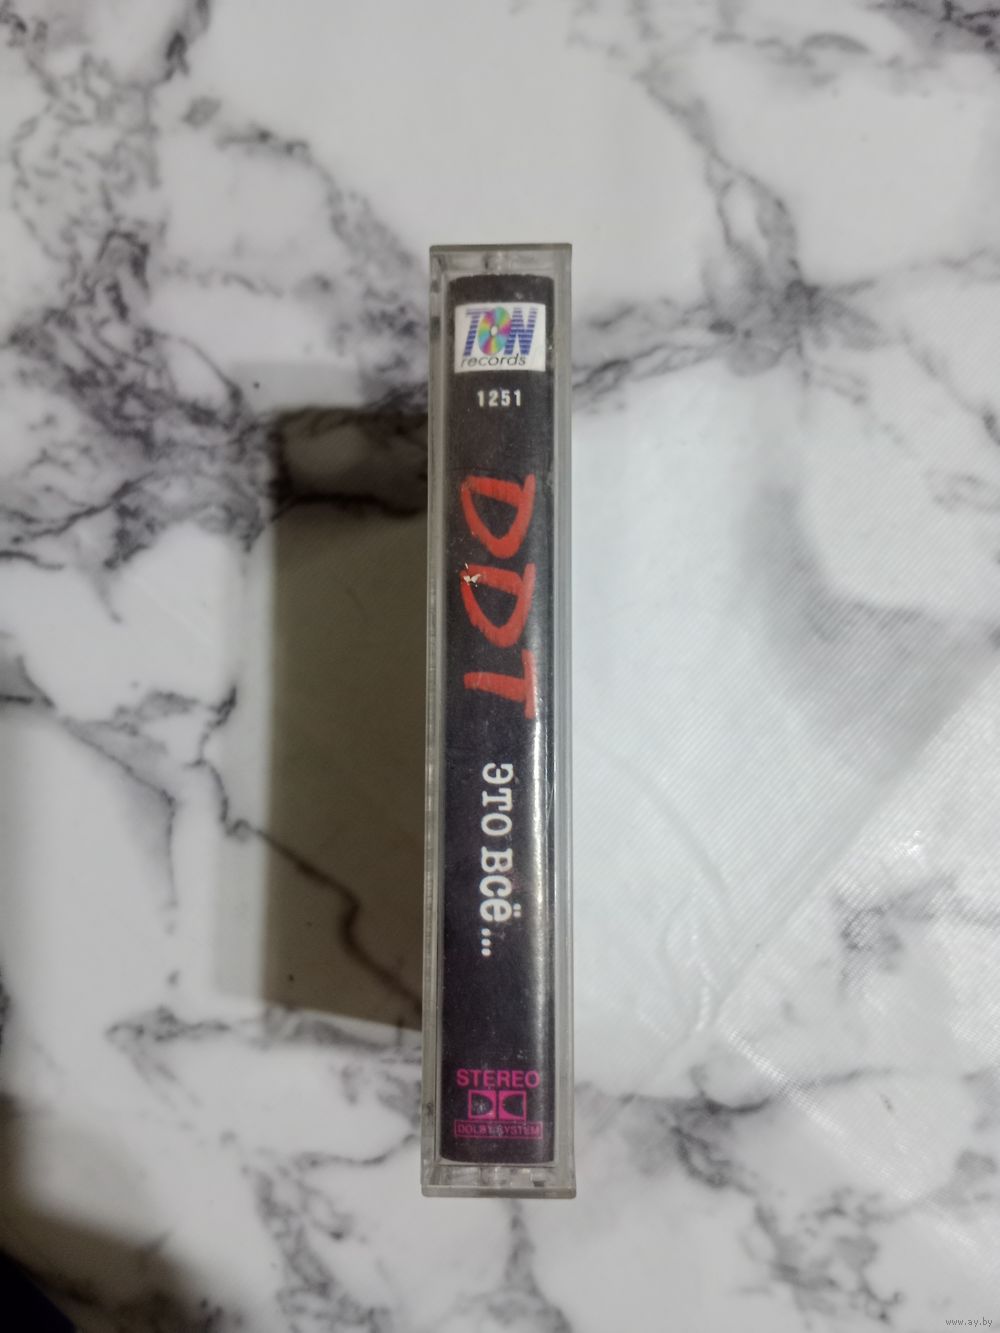 TON
records
1251
DDT
ЭТО ВСЁ...
STEREO
DOLBY SYSTEM
www.ay.by